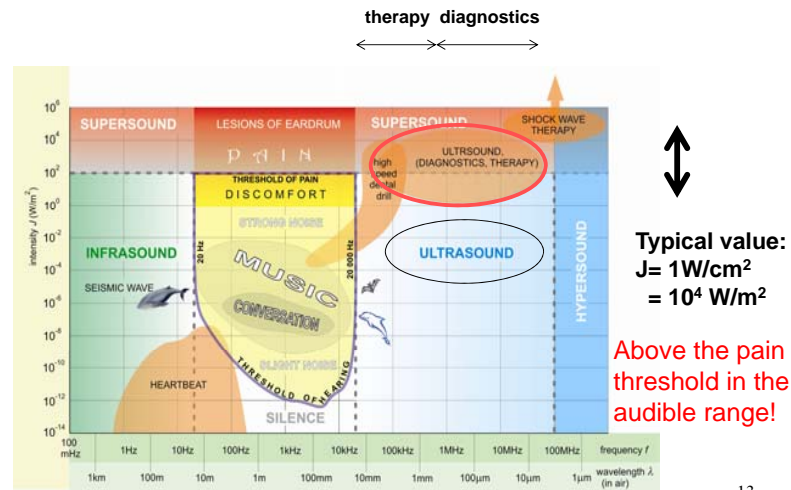 therapy diagnostics
SUPERSOUND
LESIONS OF EARDRUM
SUPERSOUND
SHOCK WAVE
THERAPY
PAIN
ULTRSOUND,
(DIAGNOSTICS, THERAPY)
high
speed
dental
drill
THRESHOLD OF PAIN
DISCOMFORT
STRONG NOISE
INFRASOUND
20 Hz
20 000 Hz
ULTRASOUND
HYPERSOUND
MUSIC
SEISMIC WAVE
CONVERSATION
SLIGHT NOISE
HEARTBEAT
THRESHOLD OF HEARING
SILENCE
intensity J (W/m²)
10⁶
10⁴
10²
10⁰
10⁻²
10⁻⁴
10⁻⁶
10⁻⁸
10⁻¹⁰
10⁻¹²
10⁻¹⁴
100 mHz 1Hz 10Hz 100Hz 1kHz 10kHz 100kHz 1MHz 10MHz 100MHz frequency f
1km 100m 10m 1m 100mm 10mm 1mm 100µm 10µm 1µm wavelength λ
(in air)
Typical value:
J= 1W/cm²
= 10⁴ W/m²
Above the pain
threshold in the
audible range!